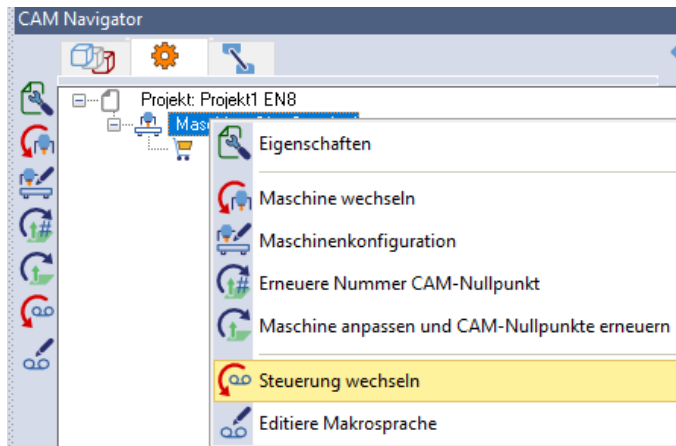 CAM Navigator
Projekt: Projekt1 EN8
Eigenschaften
Maschine wechseln
Maschinenkonfiguration
Erneuere Nummer CAM-Nullpunkt
Maschine anpassen und CAM-Nullpunkte erneuern
Steuerung wechseln
Editiere Makrosprache